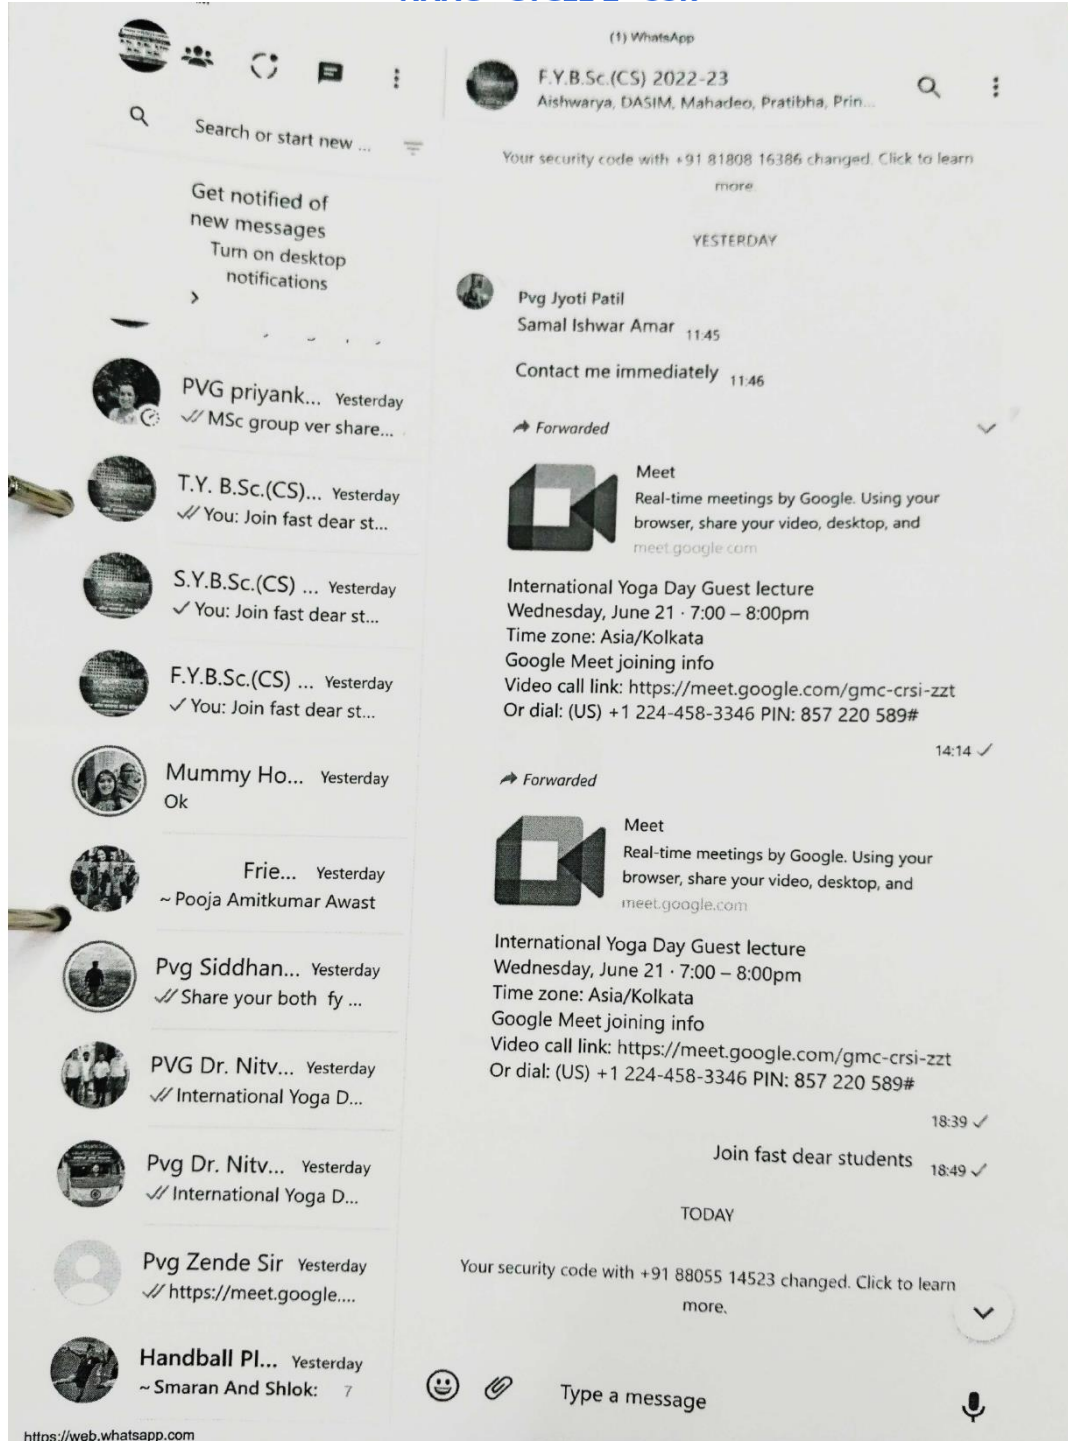 (1) WhatsApp
Search or start new ...
Get notified of
new messages
Turn on desktop
notifications
PVG priyank... Yesterday
MSc group ver share...
T.Y. B.Sc.(CS)... Yesterday
You: Join fast dear st...
S.Y.B.Sc.(CS) ... Yesterday
You: Join fast dear st...
F.Y.B.Sc.(CS) ... Yesterday
You: Join fast dear st...
Mummy Ho... Yesterday
Ok
Frie... Yesterday
~ Pooja Amitkumar Awast
Pvg Siddhan... Yesterday
Share your both fy ...
PVG Dr. Nitv... Yesterday
International Yoga D...
Pvg Dr. Nitv... Yesterday
International Yoga D...
Pvg Zende Sir Yesterday
https://meet.google....
Handball Pl... Yesterday
~ Smaran And Shlok: 7
F.Y.B.Sc.(CS) 2022-23
Aishwarya, DASIM, Mahadeo, Pratibha, Prin...
Your security code with +91 81808 16386 changed. Click to learn
more.
YESTERDAY
Pvg Jyoti Patil
Samal Ishwar Amar 11:45
Contact me immediately 11:46
Forwarded
Meet
Real-time meetings by Google. Using your
browser, share your video, desktop, and
meet.google.com
International Yoga Day Guest lecture
Wednesday, June 21 · 7:00 – 8:00pm
Time zone: Asia/Kolkata
Google Meet joining info
Video call link: https://meet.google.com/gmc-crsi-zzt
Or dial: (US) +1 224-458-3346 PIN: 857 220 589#
14:14
Forwarded
Meet
Real-time meetings by Google. Using your
browser, share your video, desktop, and
meet.google.com
International Yoga Day Guest lecture
Wednesday, June 21 · 7:00 – 8:00pm
Time zone: Asia/Kolkata
Google Meet joining info
Video call link: https://meet.google.com/gmc-crsi-zzt
Or dial: (US) +1 224-458-3346 PIN: 857 220 589#
18:39
Join fast dear students 18:49
TODAY
Your security code with +91 88055 14523 changed. Click to learn
more.
Type a message
https://web.whatsapp.com